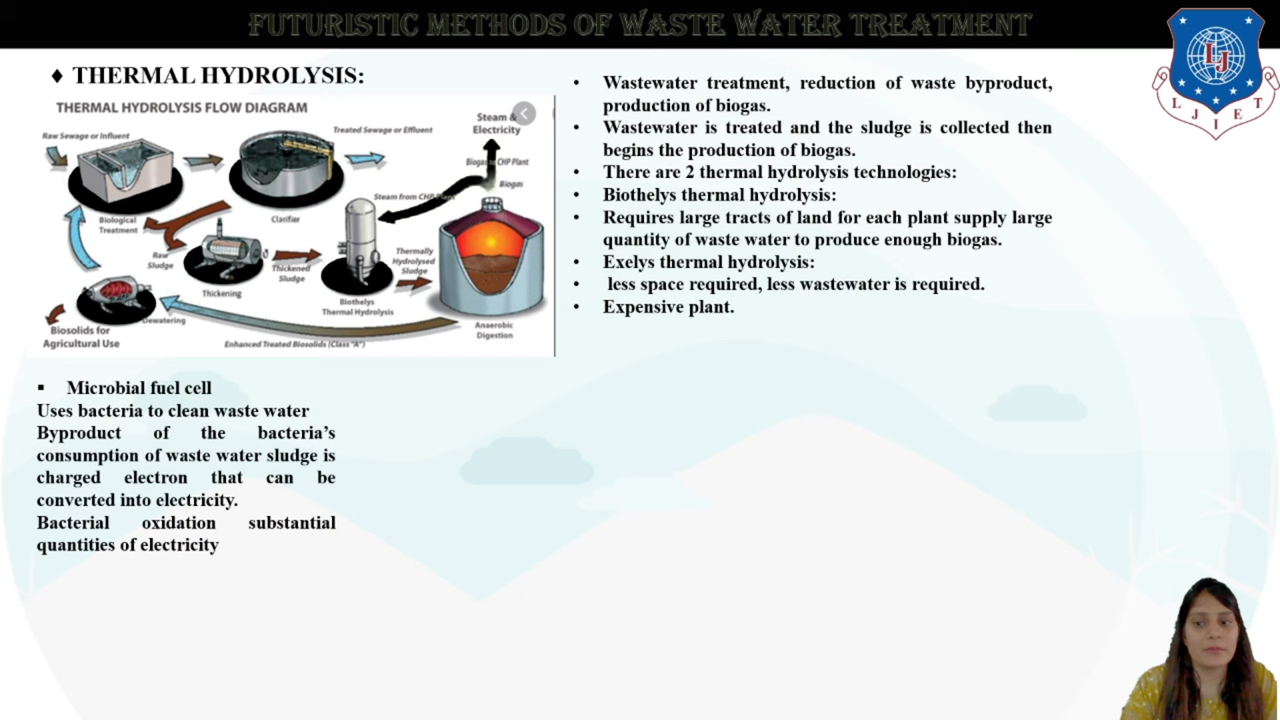 FUTURISTIC METHODS OF WASTE WATER TREATMENT
♦ THERMAL HYDROLYSIS:
THERMAL HYDROLYSIS FLOW DIAGRAM
Raw Sewage or Influent
Treated Sewage or Effluent
Steam &
Electricity
Biogas CHP Plant
Biogas
Steam from CHP
Biological
Treatment
Clarifier
Raw
Sludge
Thickened
Sludge
Thermally
Hydrolysed
Sludge
Thickening
Biothelys
Thermal Hydrolysis
Dewatering
Anaerobic
Digestion
Biosolids for
Agricultural Use
Enhanced Treated Biosolids (Class "A")
• Wastewater treatment, reduction of waste byproduct,
production of biogas.
• Wastewater is treated and the sludge is collected then
begins the production of biogas.
• There are 2 thermal hydrolysis technologies:
• Biothelys thermal hydrolysis:
• Requires large tracts of land for each plant supply large
quantity of waste water to produce enough biogas.
• Exelys thermal hydrolysis:
• less space required, less wastewater is required.
• Expensive plant.
▪ Microbial fuel cell
Uses bacteria to clean waste water
Byproduct of the bacteria's
consumption of waste water sludge is
charged electron that can be
converted into electricity.
Bacterial oxidation substantial
quantities of electricity
LJ
L J I E T